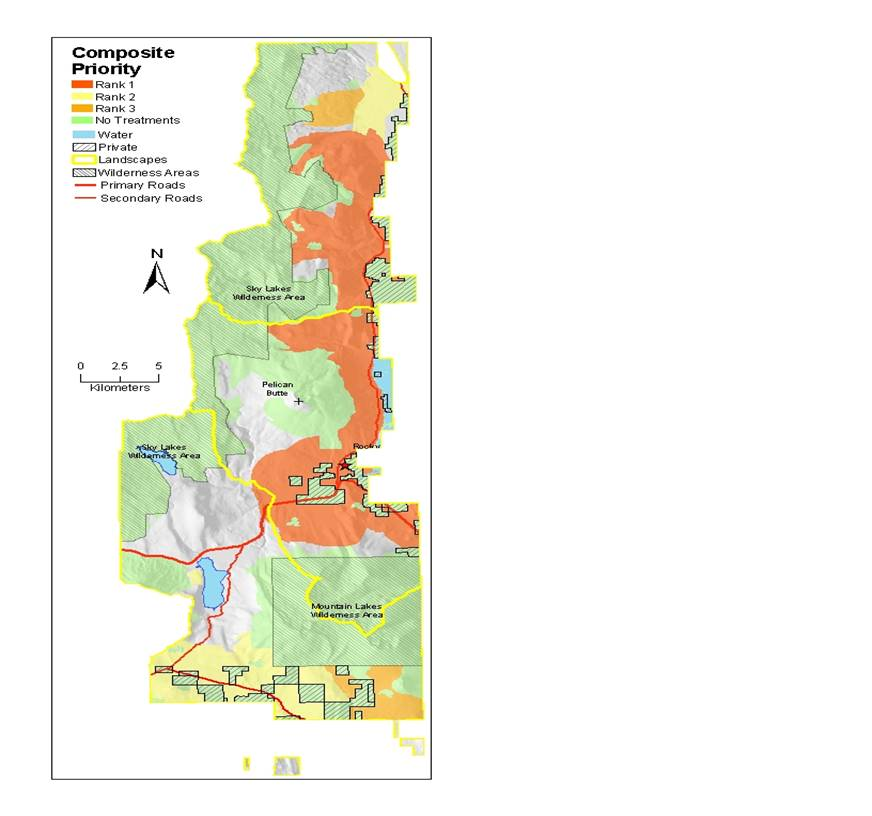 Composite
Priority
Rank 1
Rank 2
Rank 3
No Treatments
Water
Private
Landscapes
Wilderness Areas
Primary Roads
Secondary Roads
N
Sky Lakes
Wilderness Area
0 2.5 5
Kilometers
Pelican
Butte
Sky Lakes
Wilderness Area
Mountain Lakes
Wilderness Area